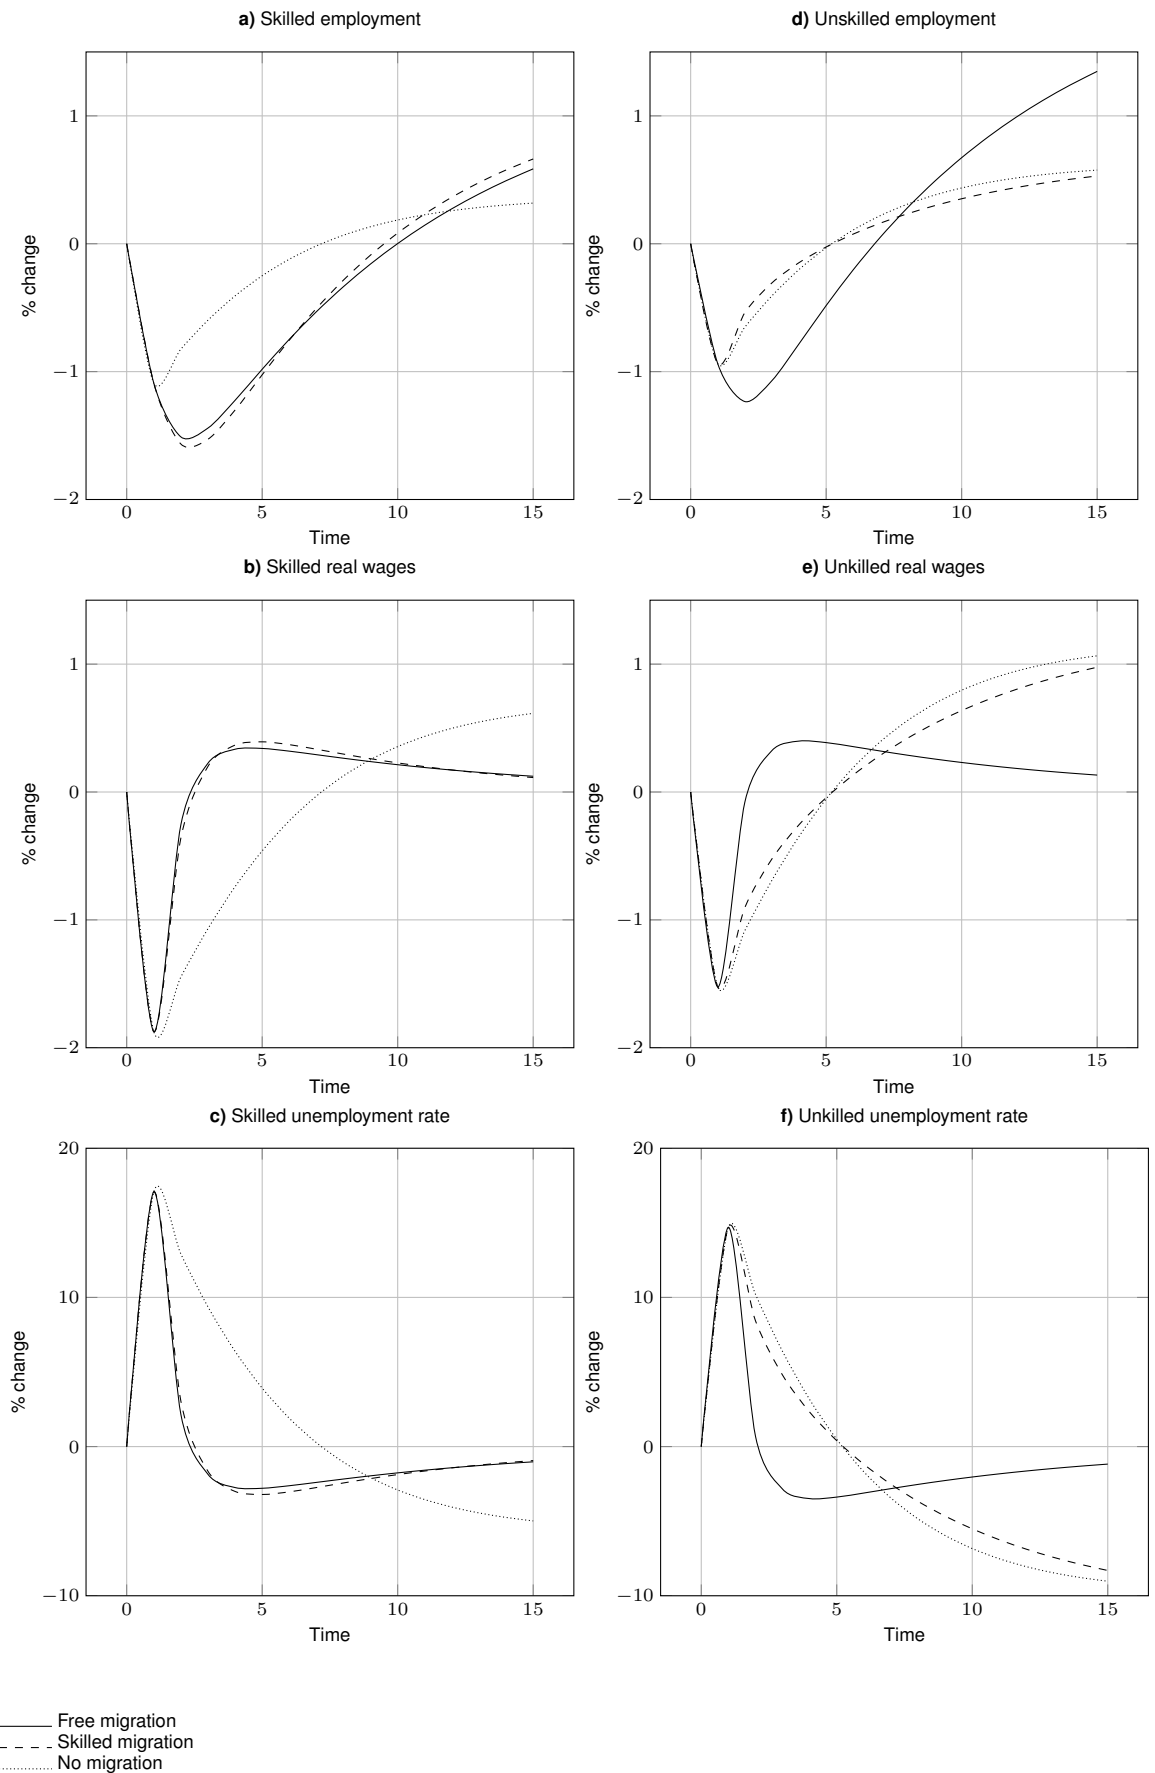 a) Skilled employment
1
0
−1
−2
0 5 10 15
% change
Time
d) Unskilled employment
1
0
−1
−2
0 5 10 15
% change
Time
b) Skilled real wages
1
0
−1
−2
0 5 10 15
% change
Time
e) Unkilled real wages
1
0
−1
−2
0 5 10 15
% change
Time
c) Skilled unemployment rate
20
10
0
−10
0 5 10 15
% change
Time
f) Unkilled unemployment rate
20
10
0
−10
0 5 10 15
% change
Time
Free migration
Skilled migration
No migration